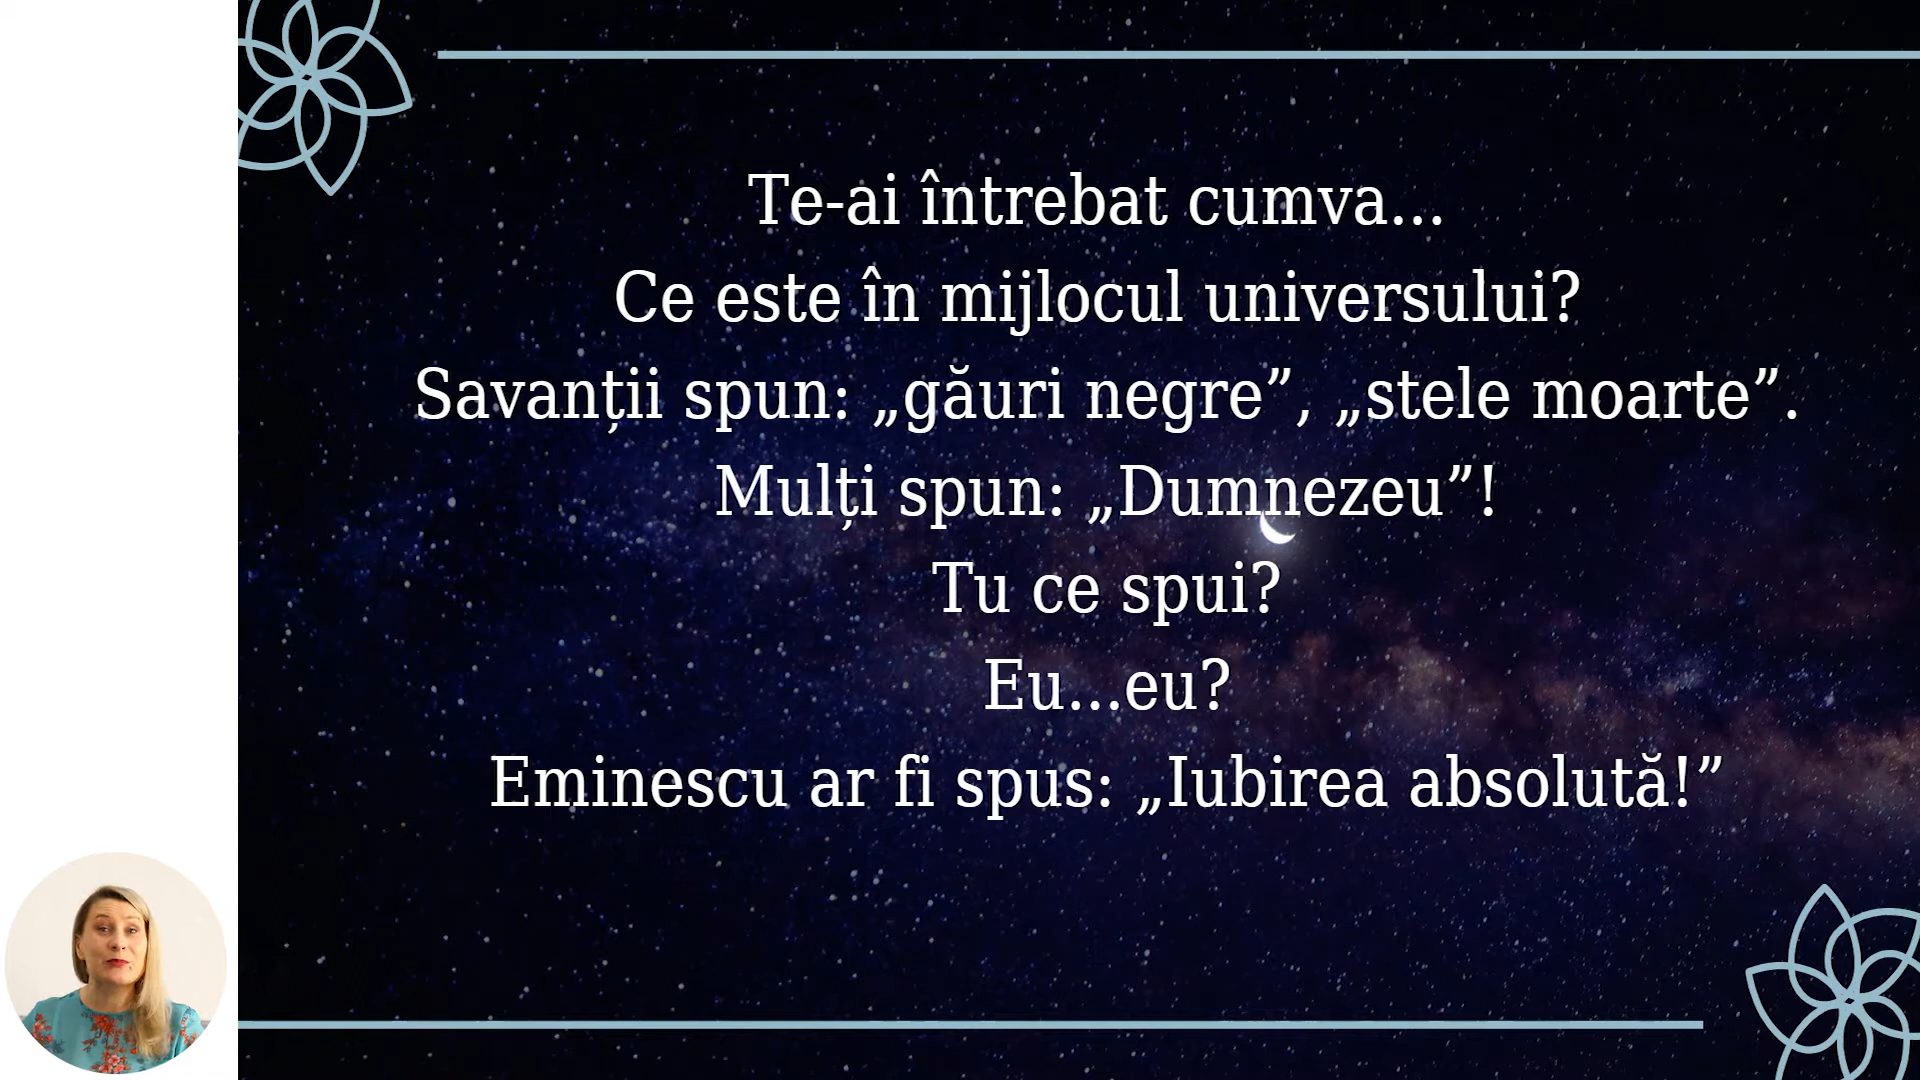 Te-ai întrebat cumva...
Ce este în mijlocul universului?
Savanții spun: „găuri negre”, „stele moarte”.
Mulți spun: „Dumnezeu”!
Tu ce spui?
Eu...eu?
Eminescu ar fi spus: „Iubirea absolută!”